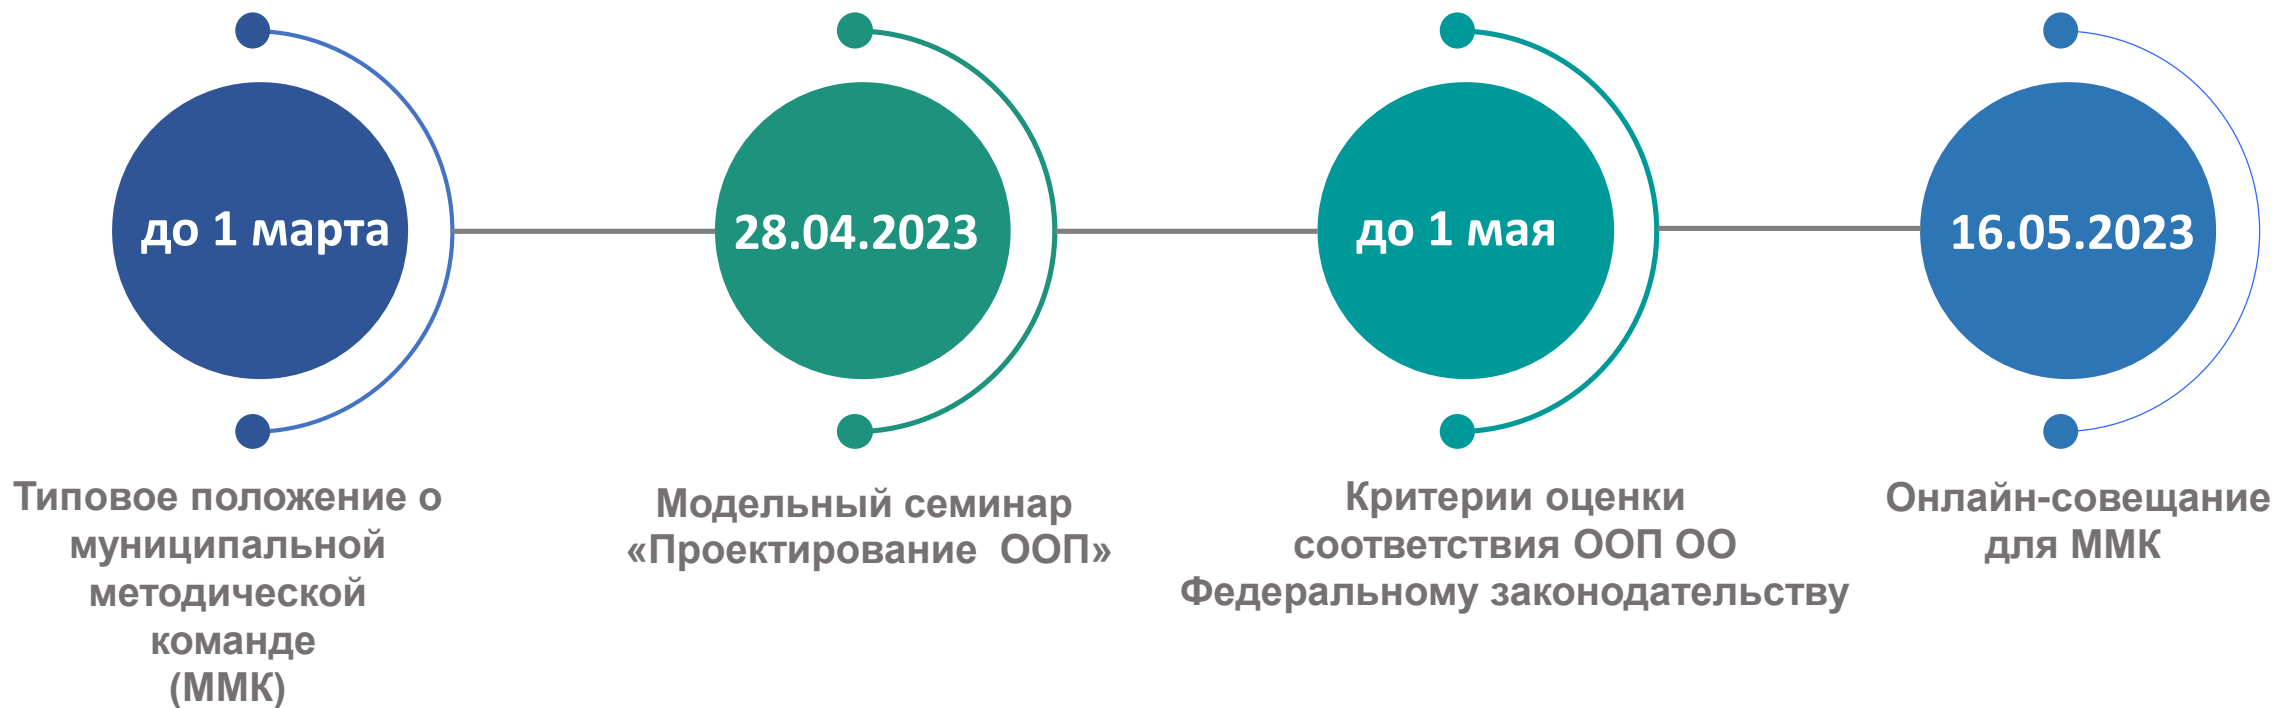 до 1 марта
Типовое положение о
муниципальной
методической
команде
(ММК)
28.04.2023
Модельный семинар
«Проектирование  ООП»
до 1 мая
Критерии оценки
соответствия ООП ОО
Федеральному законодательству
16.05.2023
Онлайн-совещание
для ММК